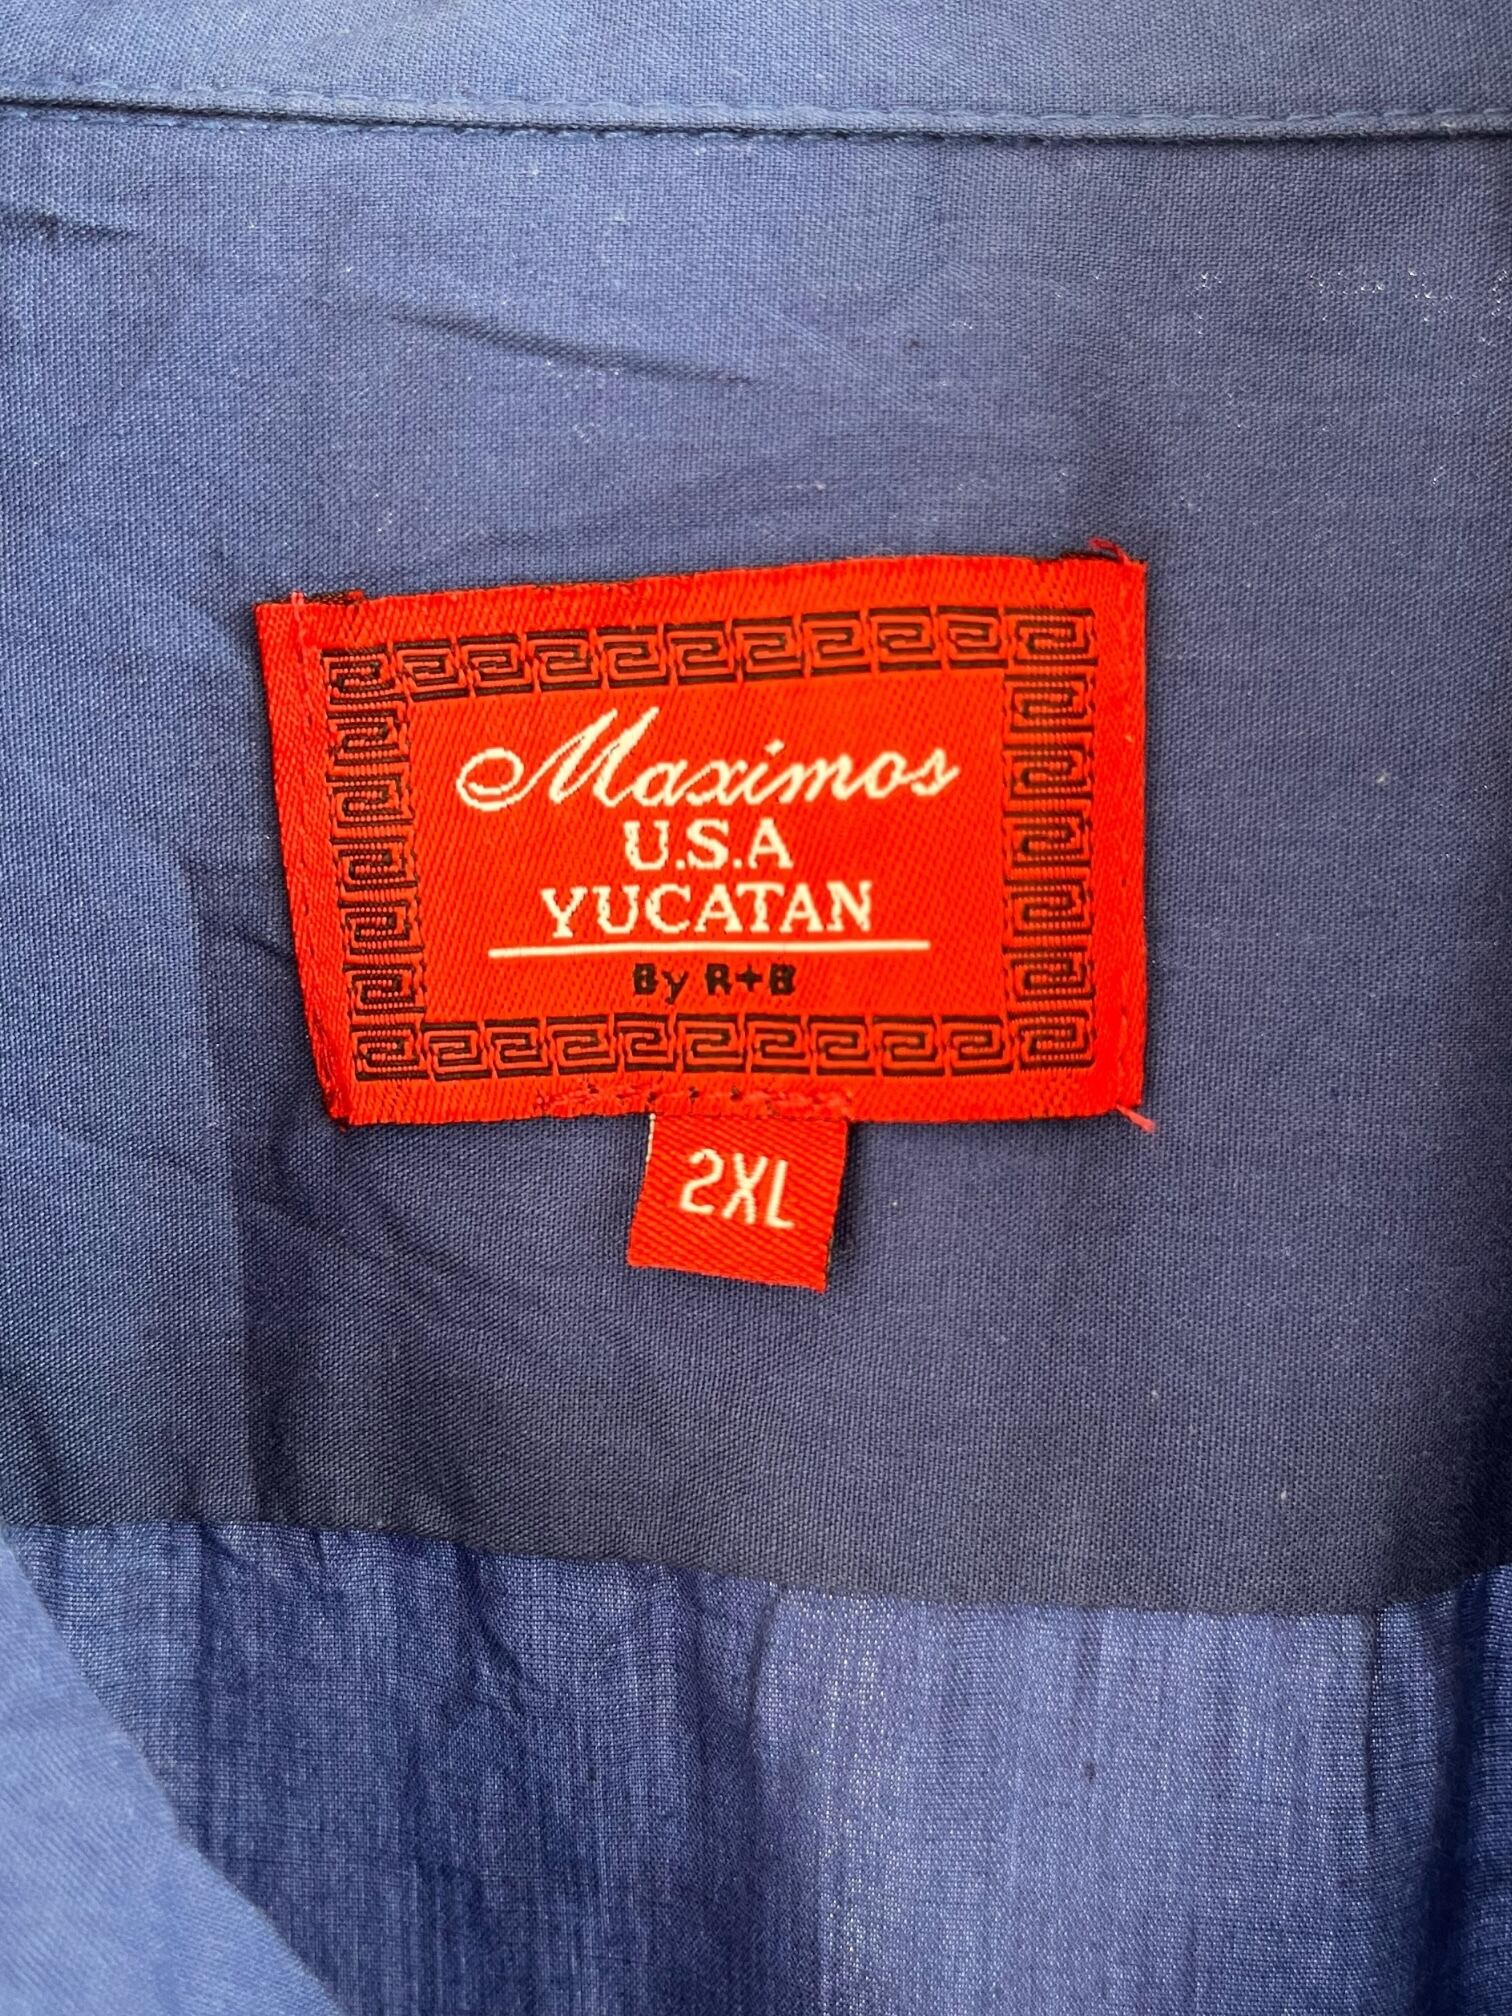 Maximos
U.S.A
YUCATAN
By R+B
2XL